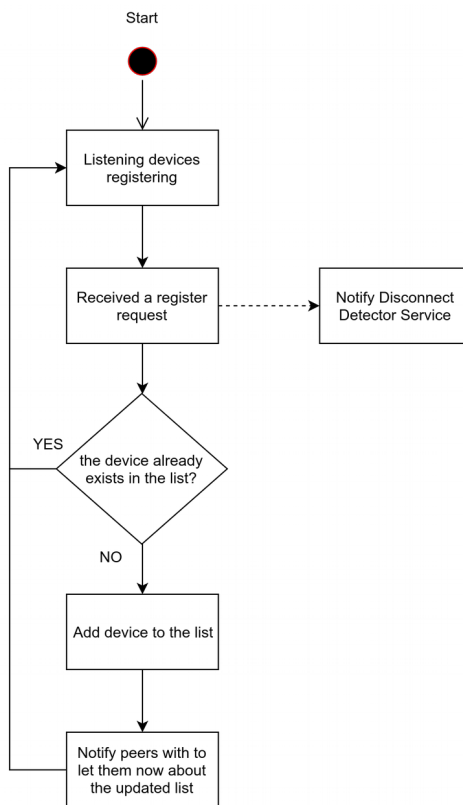 Start
Listening devices
registering
Received a register
request
Notify Disconnect
Detector Service
YES
the device already
exists in the list?
NO
Add device to the list
Notify peers with to
let them now about
the updated list